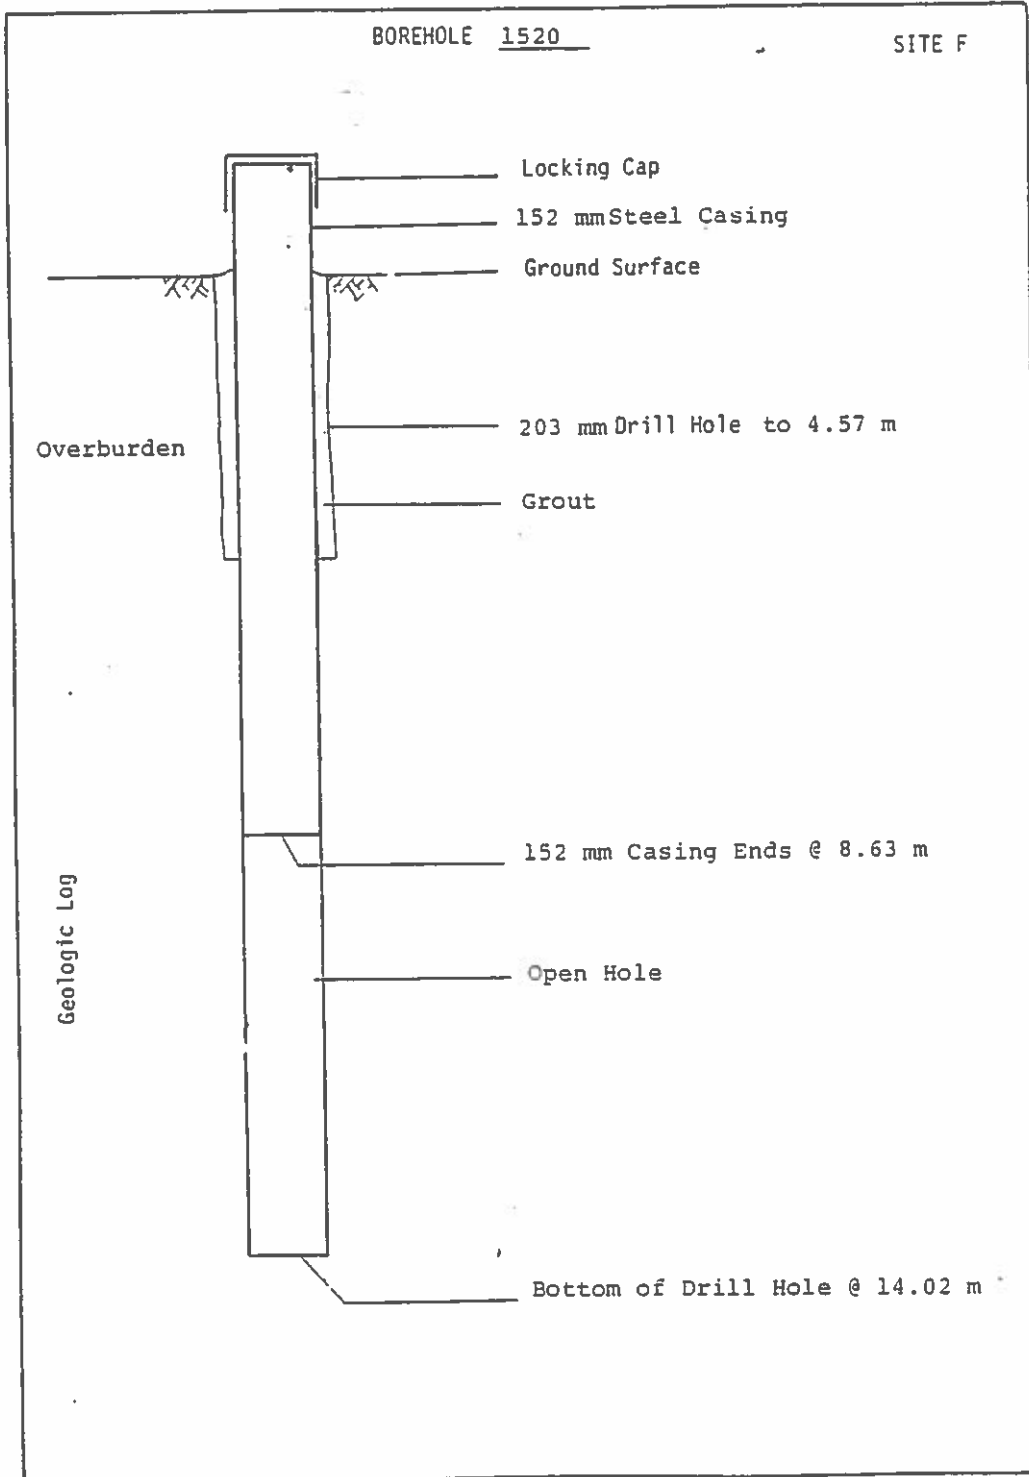 BOREHOLE 1520
SITE F
Locking Cap
152 mm Steel Casing
Ground Surface
203 mm Drill Hole to 4.57 m
Overburden
Grout
152 mm Casing Ends @ 8.63 m
Geologic Log
Open Hole
Bottom of Drill Hole @ 14.02 m